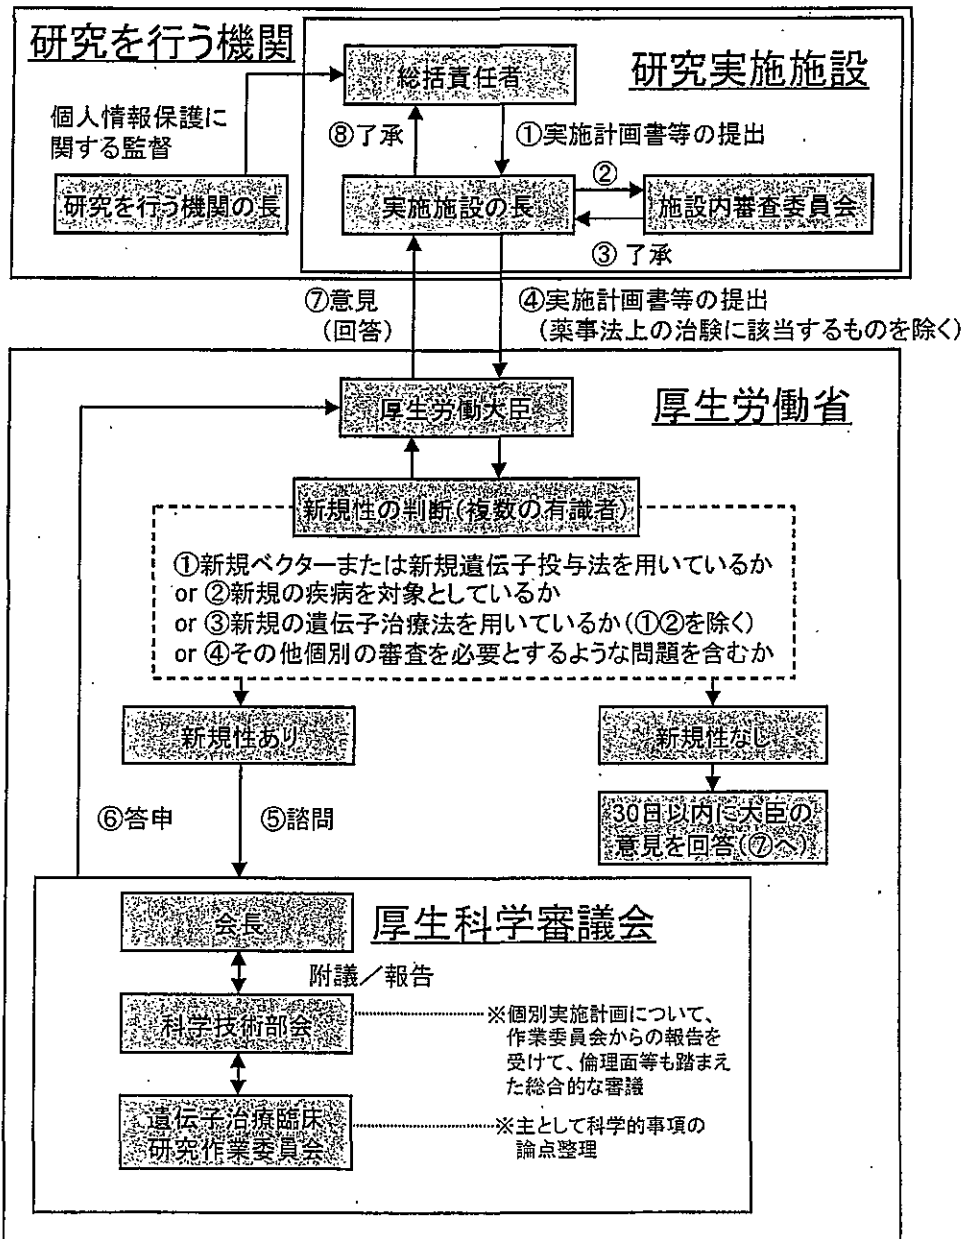 研究を行う機関
研究実施施設
総括責任者
個人情報保護に
関する監督
⑧了承
①実施計画書等の提出
②
研究を行う機関の長
実施施設の長
施設内審査委員会
③了承
⑦意見
(回答)
④実施計画書等の提出
(薬事法上の治験に該当するものを除く)
厚生労働省
厚生労働大臣
新規性の判断(複数の有識者)
①新規ベクターまたは新規遺伝子投与法を用いているか
or ②新規の疾病を対象としているか
or ③新規の遺伝子治療法を用いているか(①②を除く)
or ④その他個別の審査を必要とするような問題を含むか
新規性あり
新規性なし
⑥答申
⑤諮問
30日以内に大臣の
意見を回答(⑦へ)
会長
厚生科学審議会
附議／報告
科学技術部会
※個別実施計画について、
作業委員会からの報告を
受けて、倫理面等も踏まえ
た総合的な審議
遺伝子治療臨床
研究作業委員会
※主として科学的事項の
論点整理